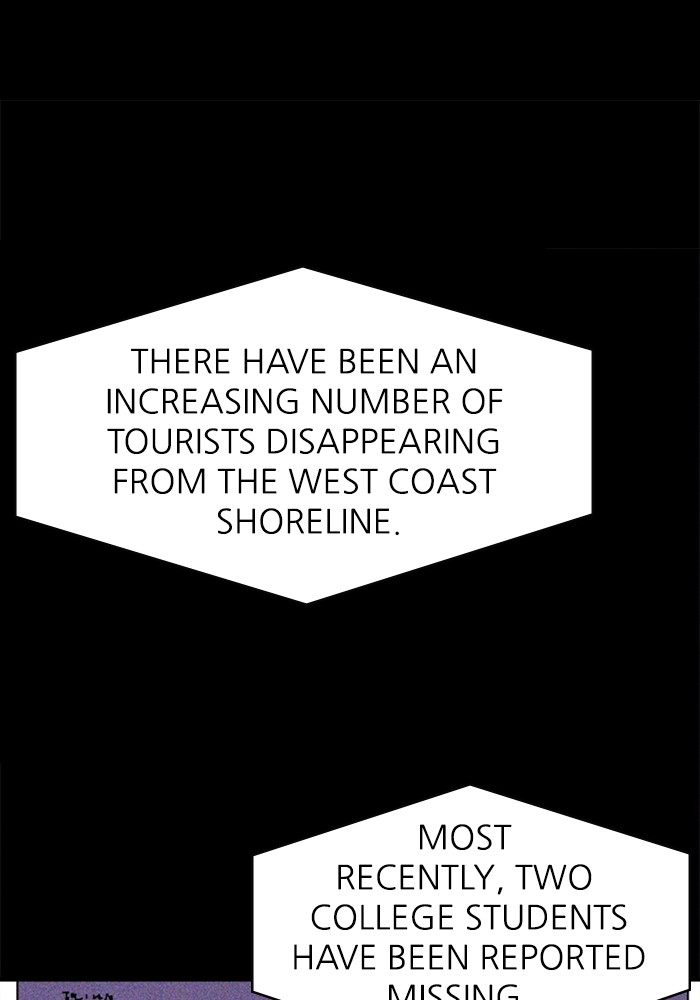 THERE HAVE BEEN AN
INCREASING NUMBER OF
TOURISTS DISAPPEARING
FROM THE WEST COAST
SHORELINE.
MOST
RECENTLY, TWO
COLLEGE STUDENTS
HAVE BEEN REPORTED
MISSING